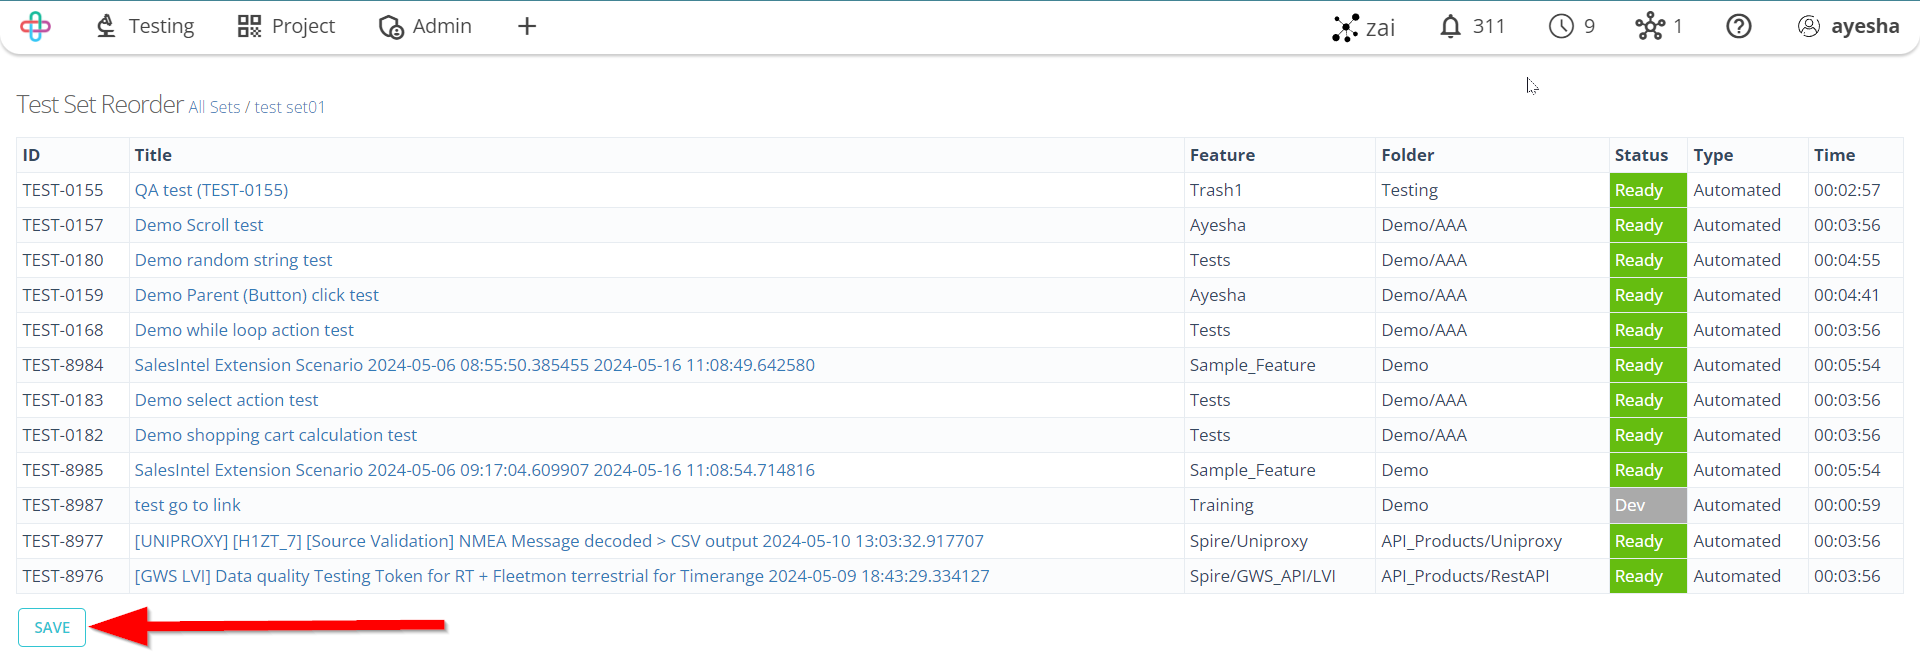 Testing Project Admin + zai 311 9 1 ? ayesha
Test Set Reorder All Sets / test set01
ID Title Feature Folder Status Type Time
TEST-0155 QA test (TEST-0155) Trash1 Testing Ready Automated 00:02:57
TEST-0157 Demo Scroll test Ayesha Demo/AAA Ready Automated 00:03:56
TEST-0180 Demo random string test Tests Demo/AAA Ready Automated 00:04:55
TEST-0159 Demo Parent (Button) click test Ayesha Demo/AAA Ready Automated 00:04:41
TEST-0168 Demo while loop action test Tests Demo/AAA Ready Automated 00:03:56
TEST-8984 SalesIntel Extension Scenario 2024-05-06 08:55:50.385455 2024-05-16 11:08:49.642580 Sample_Feature Demo Ready Automated 00:05:54
TEST-0183 Demo select action test Tests Demo/AAA Ready Automated 00:03:56
TEST-0182 Demo shopping cart calculation test Tests Demo/AAA Ready Automated 00:03:56
TEST-8985 SalesIntel Extension Scenario 2024-05-06 09:17:04.609907 2024-05-16 11:08:54.714816 Sample_Feature Demo Ready Automated 00:05:54
TEST-8987 test go to link Training Demo Dev Automated 00:00:59
TEST-8977 [UNIPROXY] [H1ZT_7] [Source Validation] NMEA Message decoded > CSV output 2024-05-10 13:03:32.917707 Spire/Uniproxy API_Products/Uniproxy Ready Automated 00:03:56
TEST-8976 [GWS LVI] Data quality Testing Token for RT + Fleetmon terrestrial for Timerange 2024-05-09 18:43:29.334127 Spire/GWS_API/LVI API_Products/RestAPI Ready Automated 00:03:56
SAVE